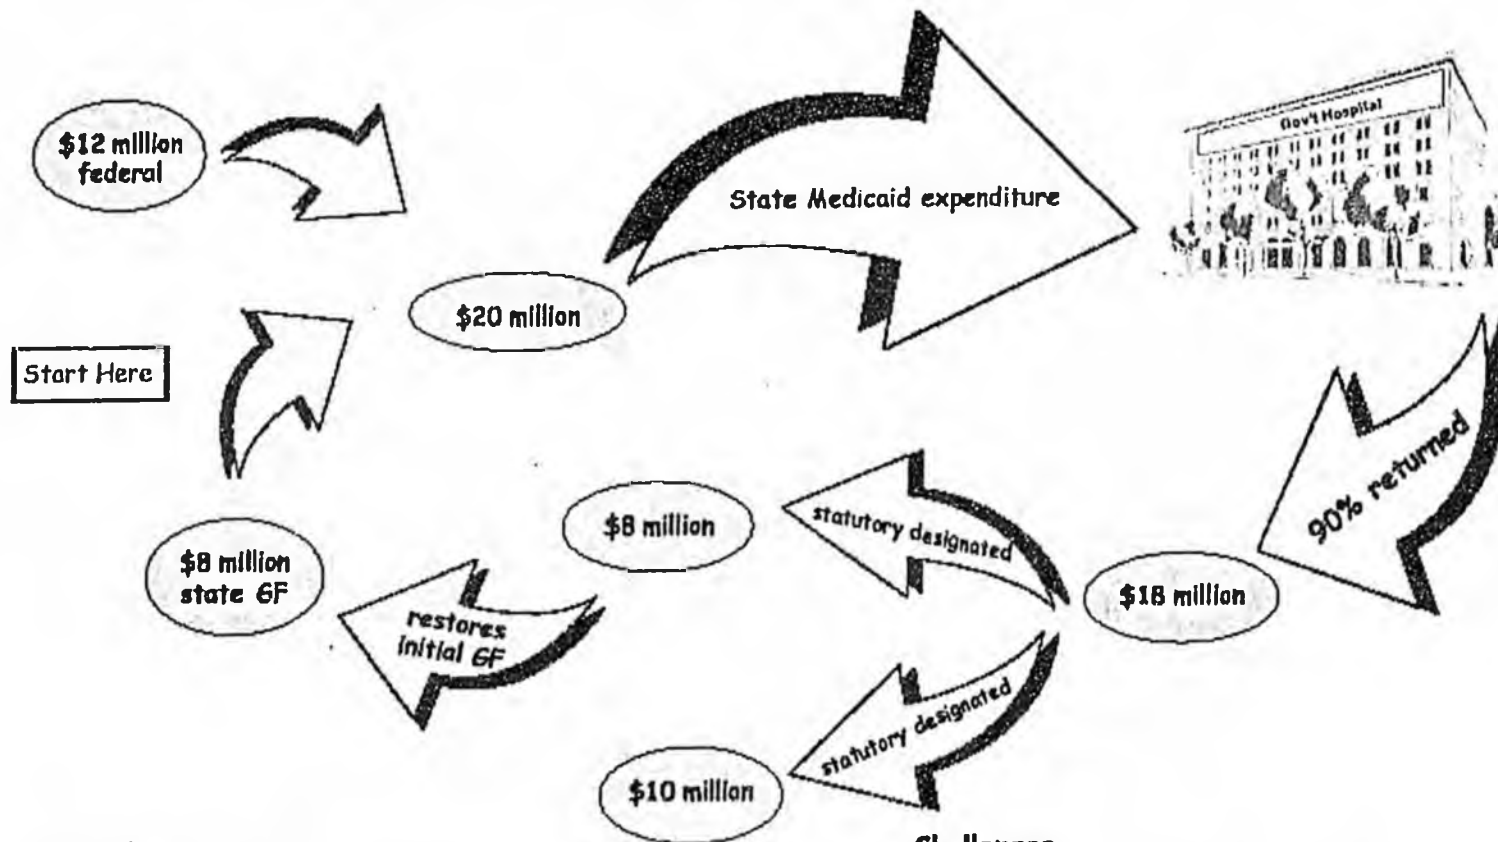 Gov't Hospital
$12 million
federal
State Medicaid expenditure
$20 million
Start Here
90% returned
$8 million
statutory designated
$8 million
state GF
$18 million
restores
initial GF
statutory designated
$10 million